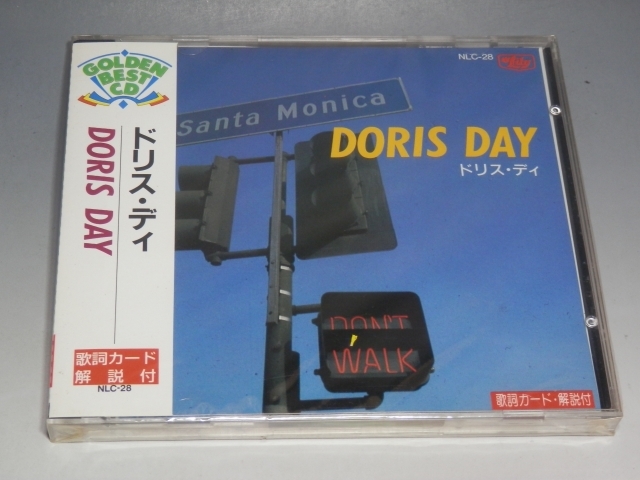 GOLDEN
BEST
CD
ドリス・ディ
DORIS DAY
歌詞カード
解説付
NLC-28
NLC-28
Santa Monica
DORIS DAY
ドリス・ディ
DON'T
WALK
歌詞カード・解説付